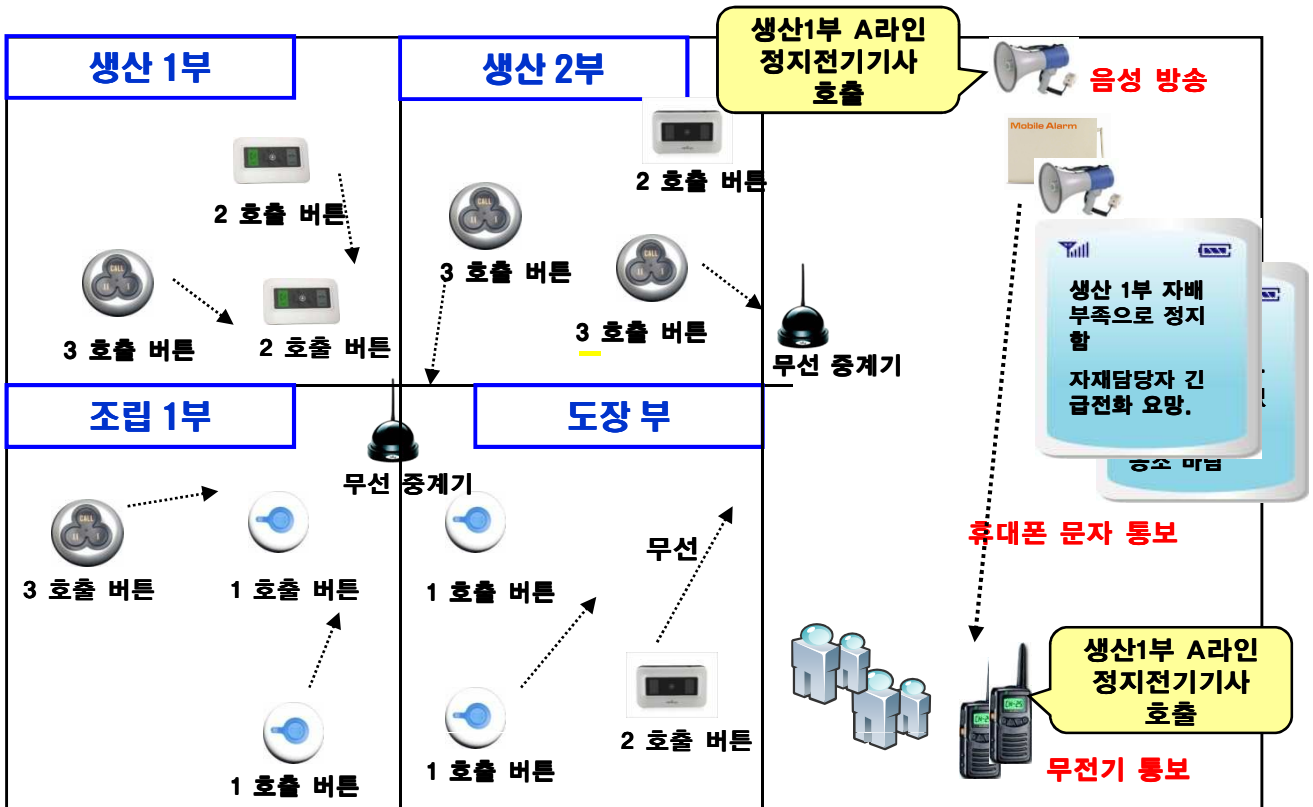 생산1부 A라인
정지전기기사
호출
음성 방송
생산 1부
생산 2부
Mobile Alarm
2 호출 버튼
2 호출 버튼
CALL
3 호출 버튼
CALL
3 호출 버튼
2 호출 버튼
CALL
3 호출 버튼
무선 중계기
생산 1부 자배
부족으로 정지
함
자재담당자 긴
급전화 요망.
조립 1부
도장 부
무선 중계기
CALL
3 호출 버튼
1 호출 버튼
1 호출 버튼
무선
휴대폰 문자 통보
1 호출 버튼
1 호출 버튼
2 호출 버튼
생산1부 A라인
정지전기기사
호출
무전기 통보